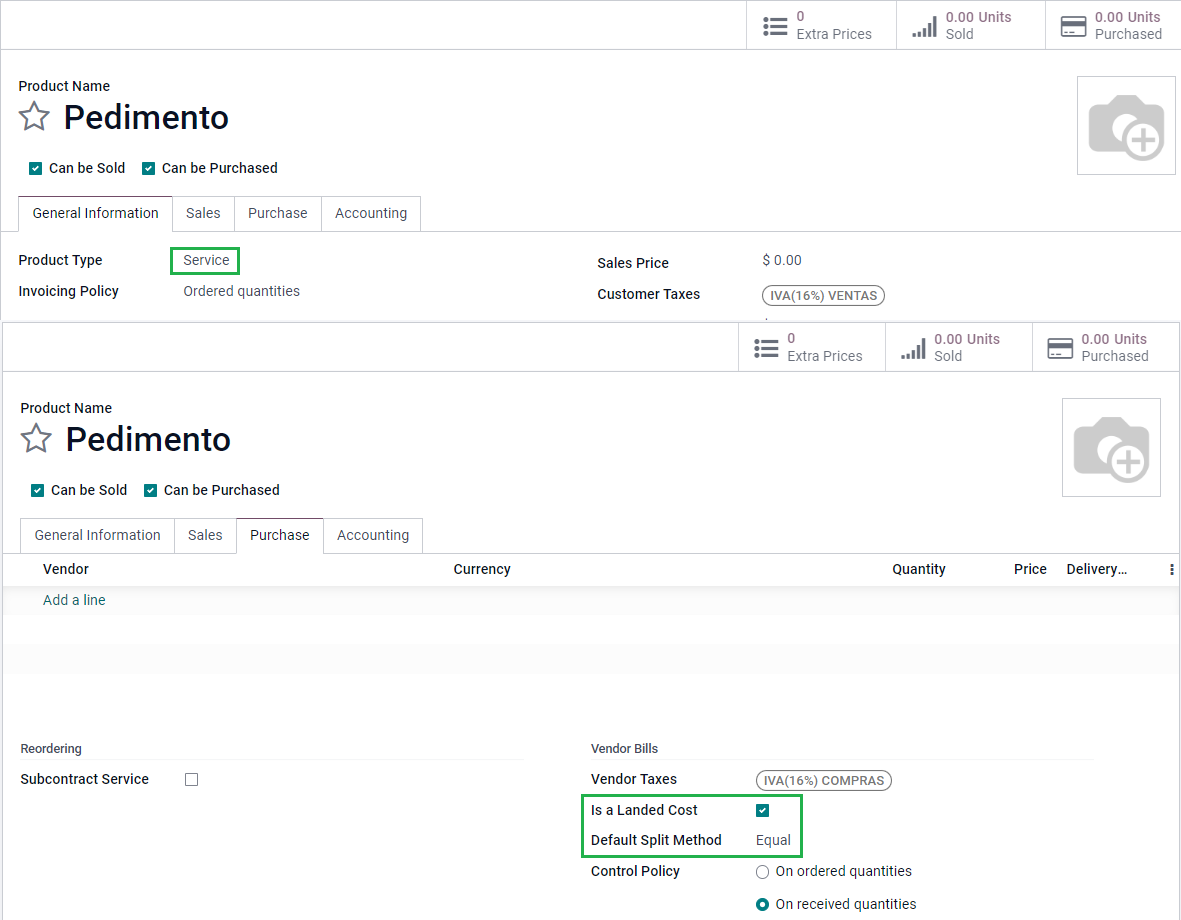 0 0.00 Units 0.00 Units
Extra Prices Sold Purchased
Product Name
Pedimento
Can be Sold Can be Purchased
General Information Sales Purchase Accounting
Product Type Service Sales Price $ 0.00
Invoicing Policy Ordered quantities Customer Taxes IVA(16%) VENTAS
0 0.00 Units 0.00 Units
Extra Prices Sold Purchased
Product Name
Pedimento
Can be Sold Can be Purchased
General Information Sales Purchase Accounting
Vendor Currency Quantity Price Delivery...
Add a line
Reordering Vendor Bills
Subcontract Service Vendor Taxes IVA(16%) COMPRAS
Is a Landed Cost
Default Split Method Equal
Control Policy On ordered quantities
On received quantities